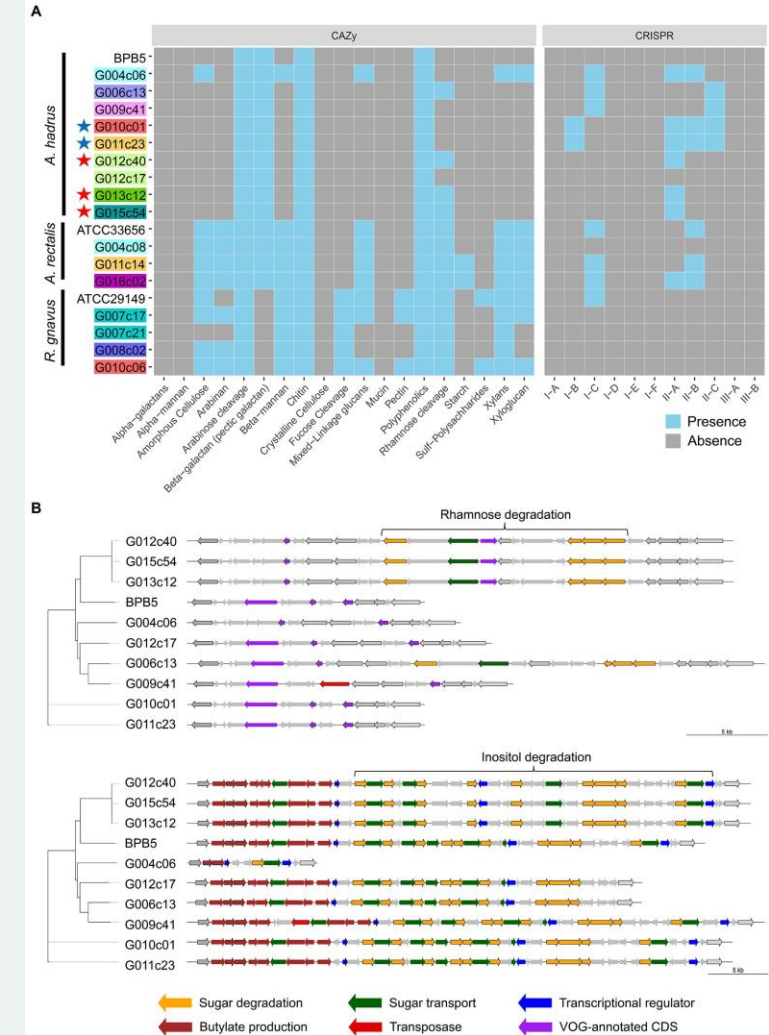 A
CAZy
CRISPR
A. hadrus
BPB5
G004c06
G006c13
G009c41
G010c01
G011c23
G012c40
G012c17
G013c12
G015c54
A. rectalis
ATCC33656
G004c08
G011c14
G016c02
R. gnavus
ATCC29149
G007c17
G007c21
G008c02
G010c06
Alpha-galactans
Alpha-mannan
Amorphous Cellulose
Arabinan
Arabinose cleavage
Beta-galactan (pectic galactan)
Beta-mannan
Chitin
Crystalline Cellulose
Fucose Cleavage
Mixed-Linkage glucans
Mucin
Pectin
Polyphenolics
Rhamnose cleavage
Starch
Sulf-Polysachharides
Xylans
Xyloglucan
I-A
I-B
I-C
I-D
I-E
I-F
II-A
II-B
II-C
III-A
III-B
Presence
Absence
B
Rhamnose degradation
G012c40
G015c54
G013c12
BPB5
G004c06
G012c17
G006c13
G009c41
G010c01
G011c23
5 kb
Inositol degradation
G012c40
G015c54
G013c12
BPB5
G004c06
G012c17
G006c13
G009c41
G010c01
G011c23
5 kb
Sugar degradation
Sugar transport
Transcriptional regulator
Butylate production
Transposase
VOG-annotated CDS